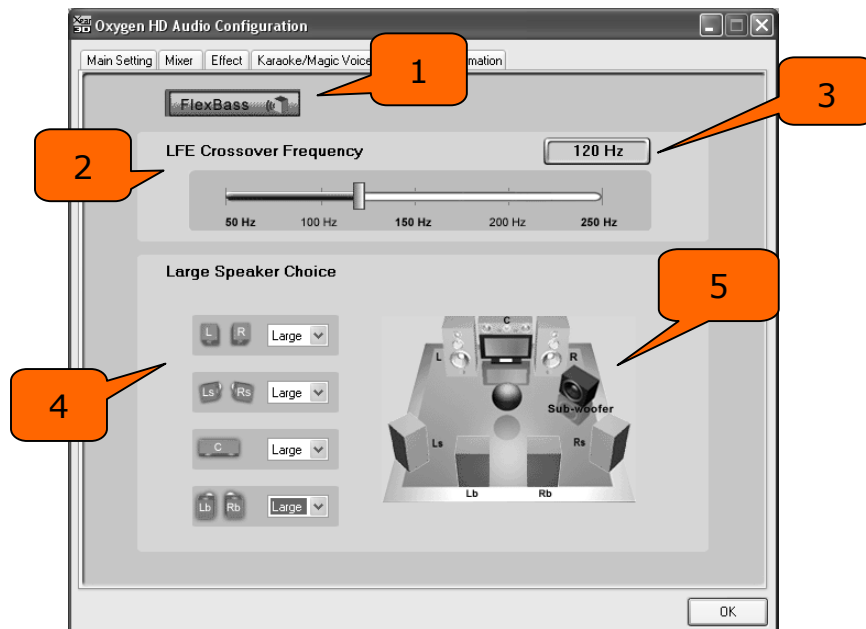 Xear 3D Oxygen HD Audio Configuration
Main Setting Mixer Effect Karaoke/Magic Voice mation
1
FlexBass
3
2
LFE Crossover Frequency 120 Hz
50 Hz 100 Hz 150 Hz 200 Hz 250 Hz
Large Speaker Choice
5
4
L R Large
Ls Rs Large
C Large
Lb Rb Large
C
L R
Sub-woofer
Ls Rs
Lb Rb
OK